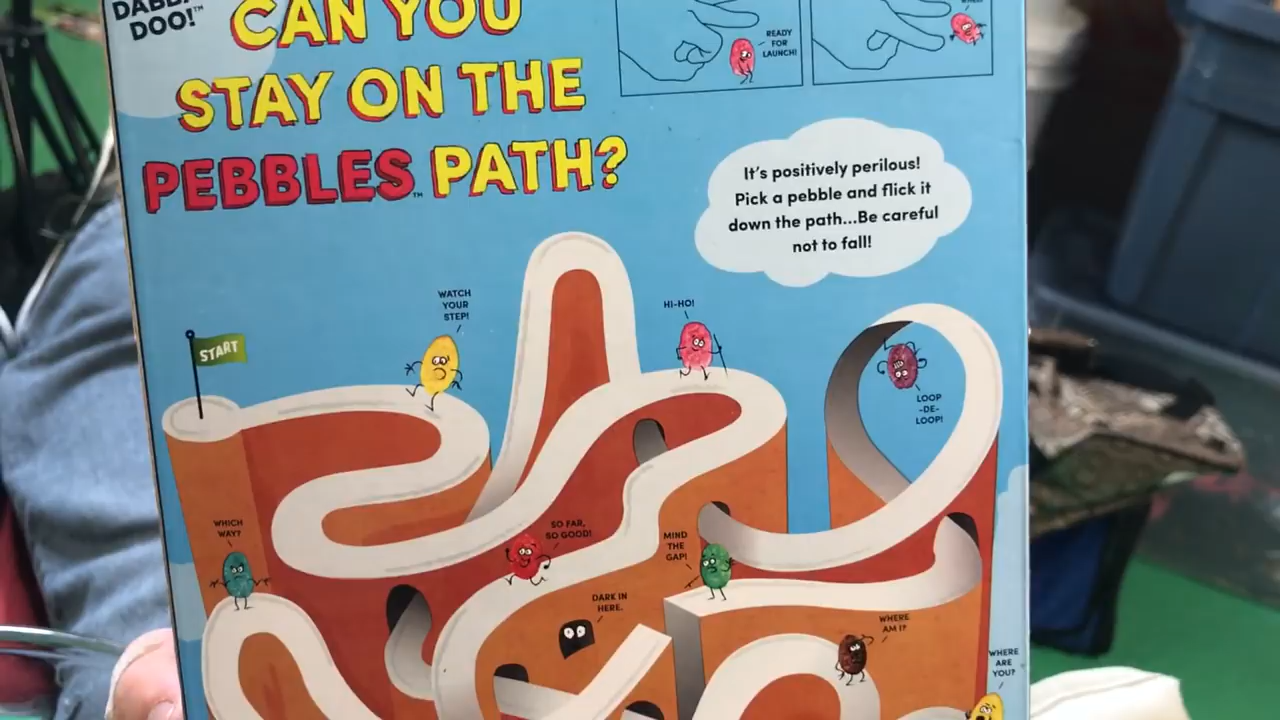 DOO!™
CAN YOU
STAY ON THE
PEBBLES™ PATH?
READY
FOR
LAUNCH!
It's positively perilous!
Pick a pebble and flick it
down the path...Be careful
not to fall!
WATCH
YOUR
STEP!
HI-HO!
START
LOOP
-DE-
LOOP!
WHICH
WAY?
SO FAR,
SO GOOD!
MIND
THE
GAP!
DARK IN
HERE.
WHERE
AM I?
WHERE
ARE
YOU?